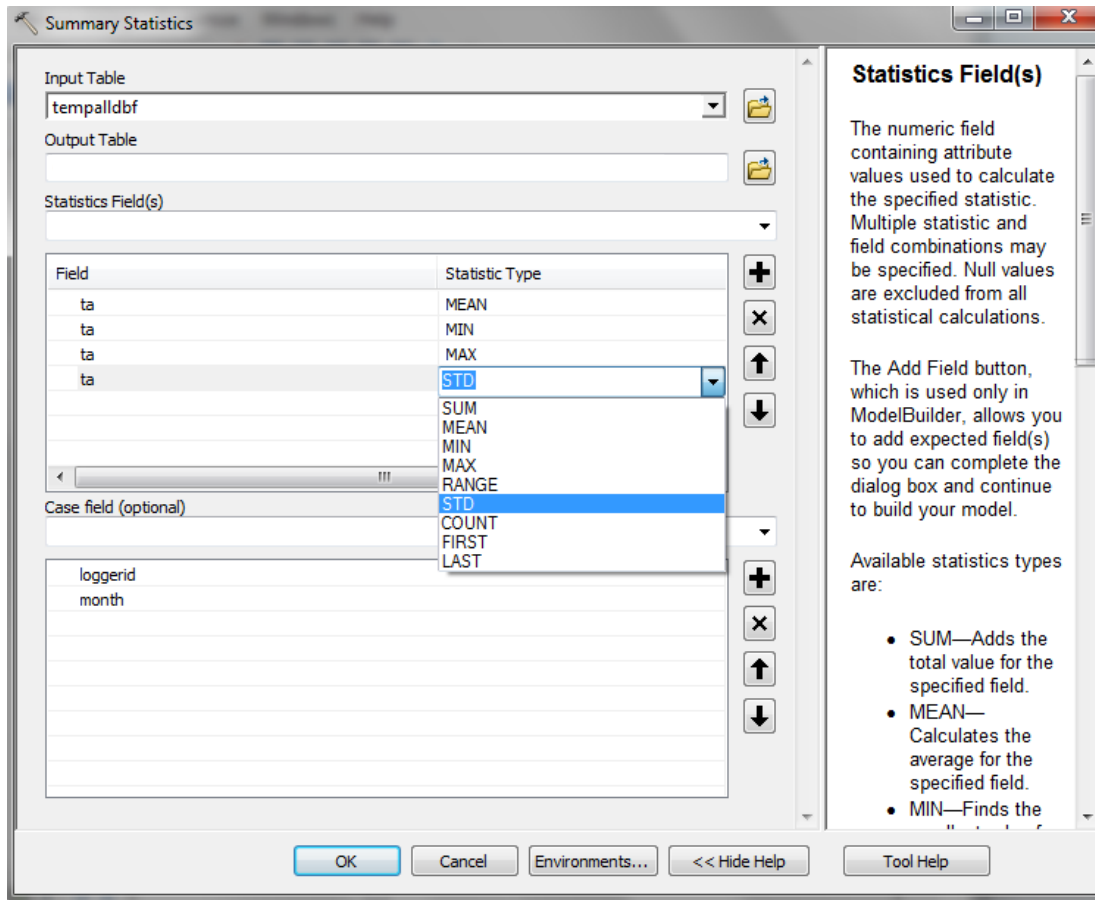 Summary Statistics
Input Table
tempalldbf
Output Table
Statistics Field(s)
Field Statistic Type
ta MEAN
ta MIN
ta MAX
ta STD
SUM
MEAN
MIN
MAX
RANGE
STD
COUNT
FIRST
LAST
Case field (optional)
loggerid
month
OK Cancel Environments... << Hide Help Tool Help
Statistics Field(s)
The numeric field
containing attribute
values used to calculate
the specified statistic.
Multiple statistic and
field combinations may
be specified. Null values
are excluded from all
statistical calculations.
The Add Field button,
which is used only in
ModelBuilder, allows you
to add expected field(s)
so you can complete the
dialog box and continue
to build your model.
Available statistics types
are:
• SUM—Adds the
total value for the
specified field.
• MEAN—
Calculates the
average for the
specified field.
• MIN—Finds the